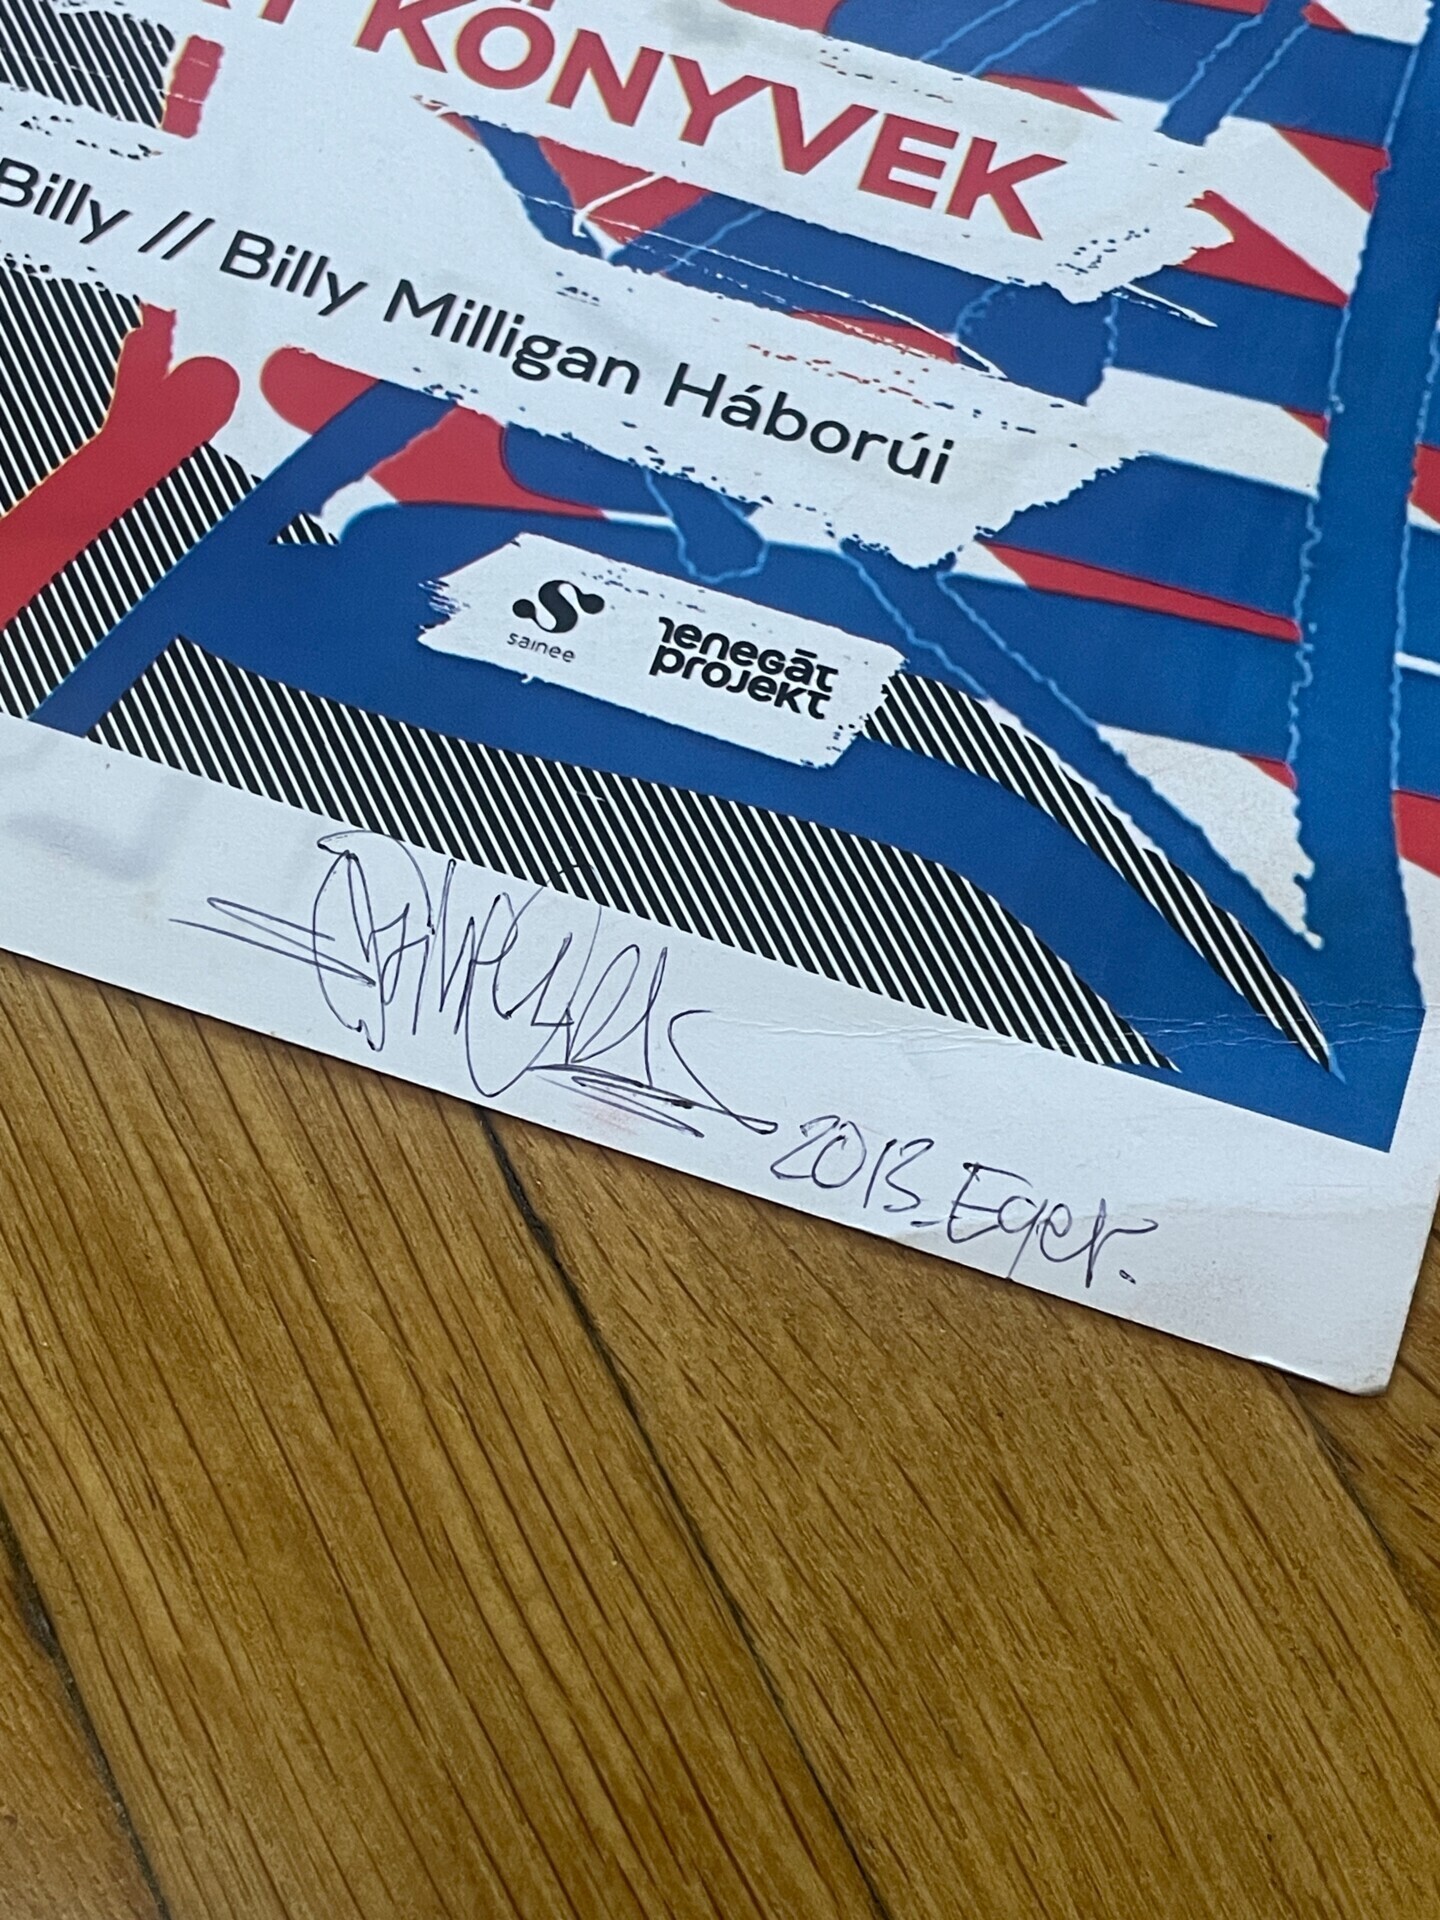 KÖNYVEK
Billy // Billy Milligan Háborúi
S
sainee
renegát
projekt
2013. Eger.